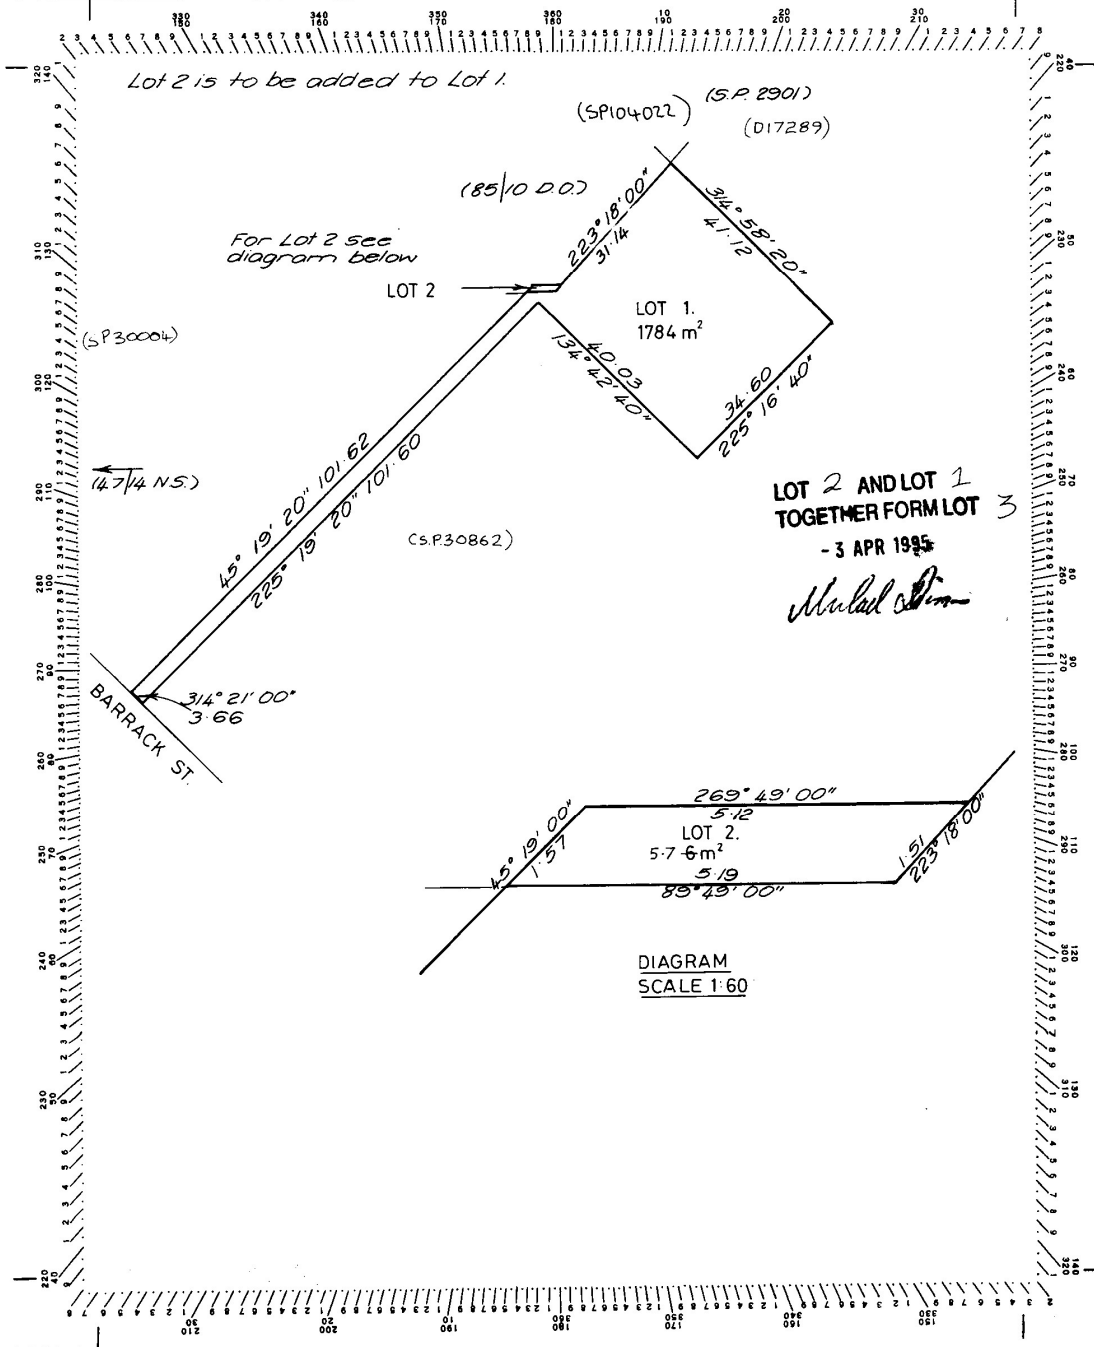 Lot 2 is to be added to Lot 1.
(SP104022)
(S.P. 2901)
(D17289)
(85/10 D.O.)
223° 18' 00"
31·14
314° 58' 20"
41·12
For Lot 2 see
diagram below
LOT 2
LOT 1.
1784 m²
(SP30004)
40·03
134° 42' 40"
34·60
225° 16' 40"
(47/14 N.S.)
45° 19' 20" 101·62
225° 19' 20" 101·60
(S.P.30862)
LOT 2 AND LOT 1
TOGETHER FORM LOT 3
- 3 APR 1995
314° 21' 00"
3·66
BARRACK ST.
269° 49' 00"
5·12
45° 19' 00"
1·57
LOT 2.
5·7 6 m²
1·51
223° 18' 00"
5·19
89° 49' 00"
DIAGRAM
SCALE 1:60